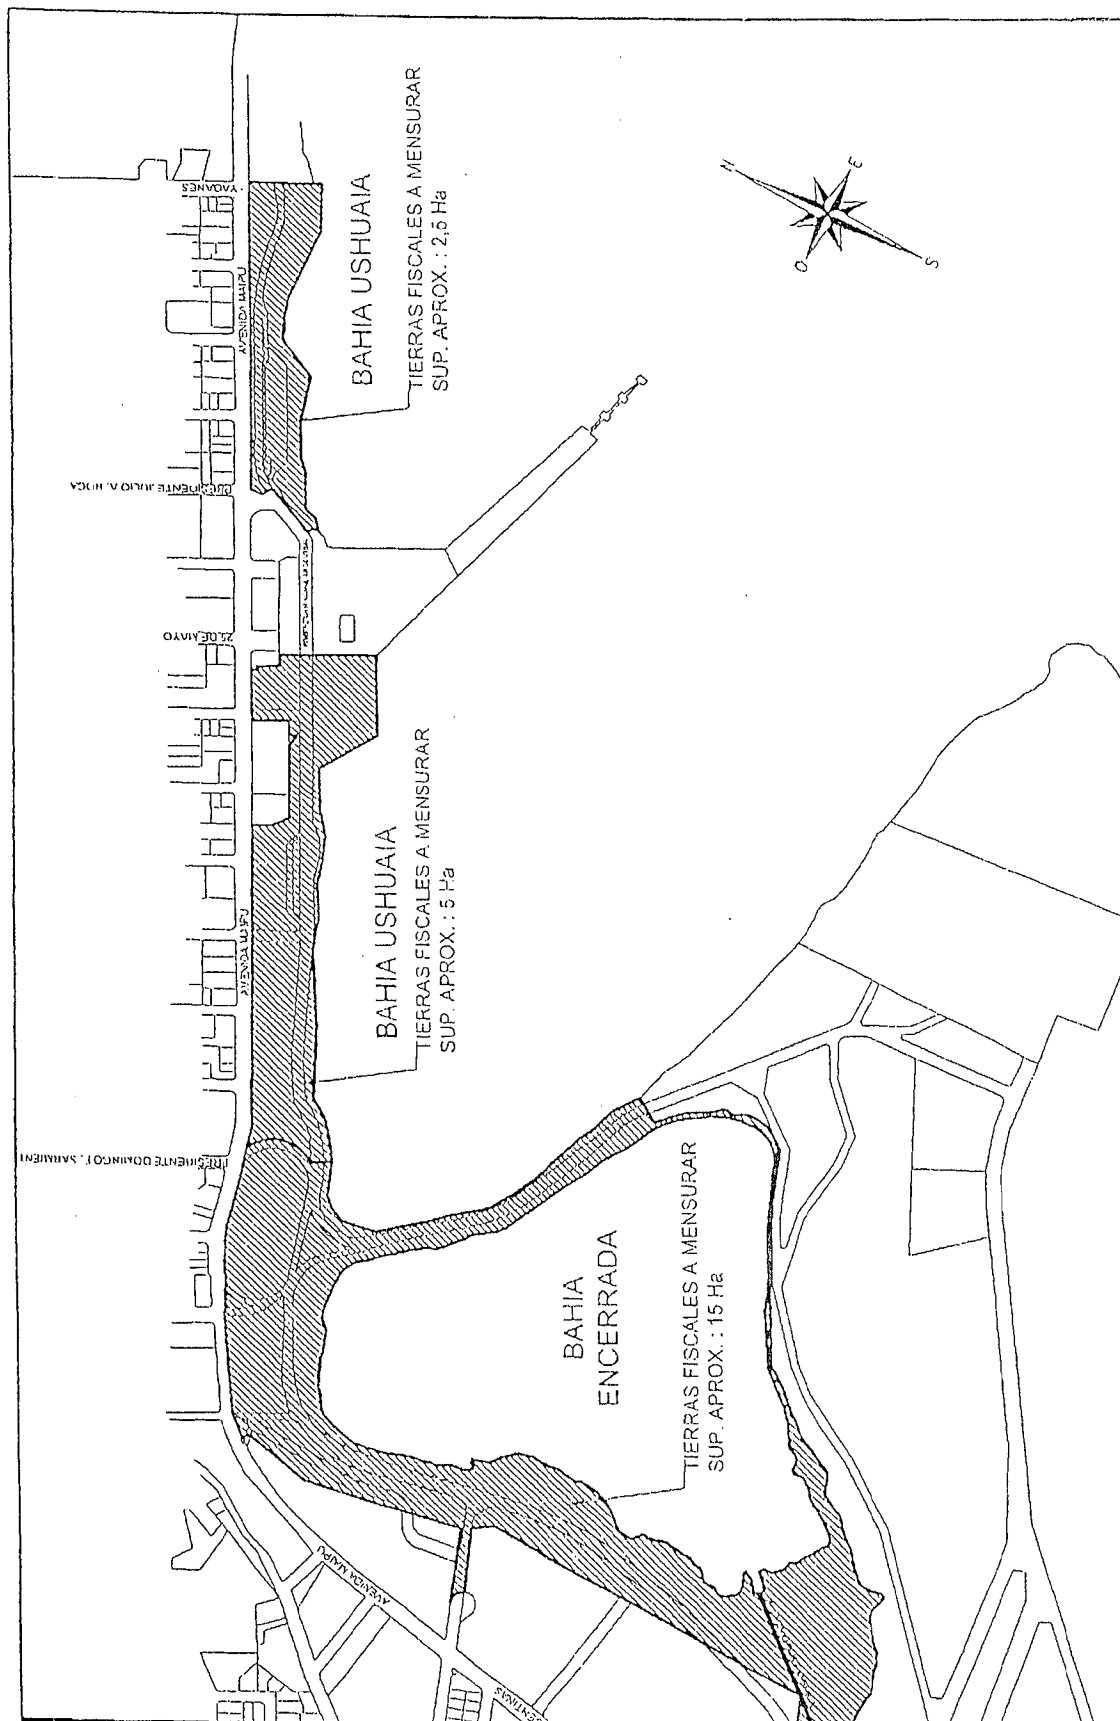 YAGANES
AVENIDA MAIPU
PRESIDENTE JULIO A. ROCA
25 DE MAYO
AVENIDA MAIPU
AVENIDA MAIPU
BAHIA USHUAIA
TIERRAS FISCALES A MENSURAR
SUP. APROX. : 2,5 Ha
N
E
S
O
BAHIA USHUAIA
TIERRAS FISCALES A MENSURAR
SUP. APROX. : 5 Ha
PRESIDENTE DOMINGO F. SARMIENT
BAHIA
ENCERRADA
TIERRAS FISCALES A MENSURAR
SUP. APROX. : 15 Ha
ENTINAS